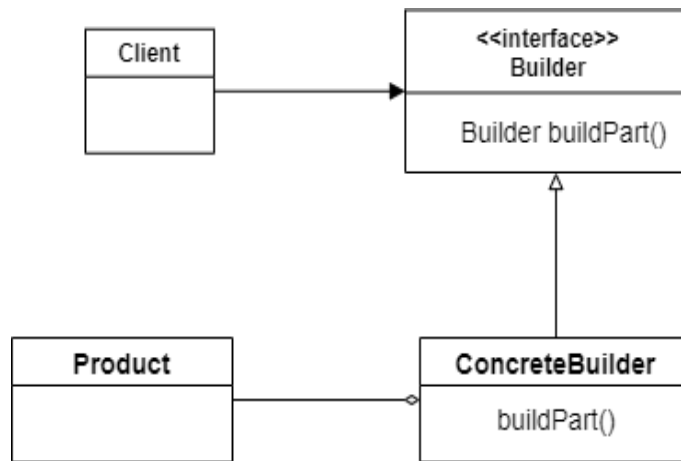 Client
<<interface>>
Builder
Builder buildPart()
Product
ConcreteBuilder
buildPart()